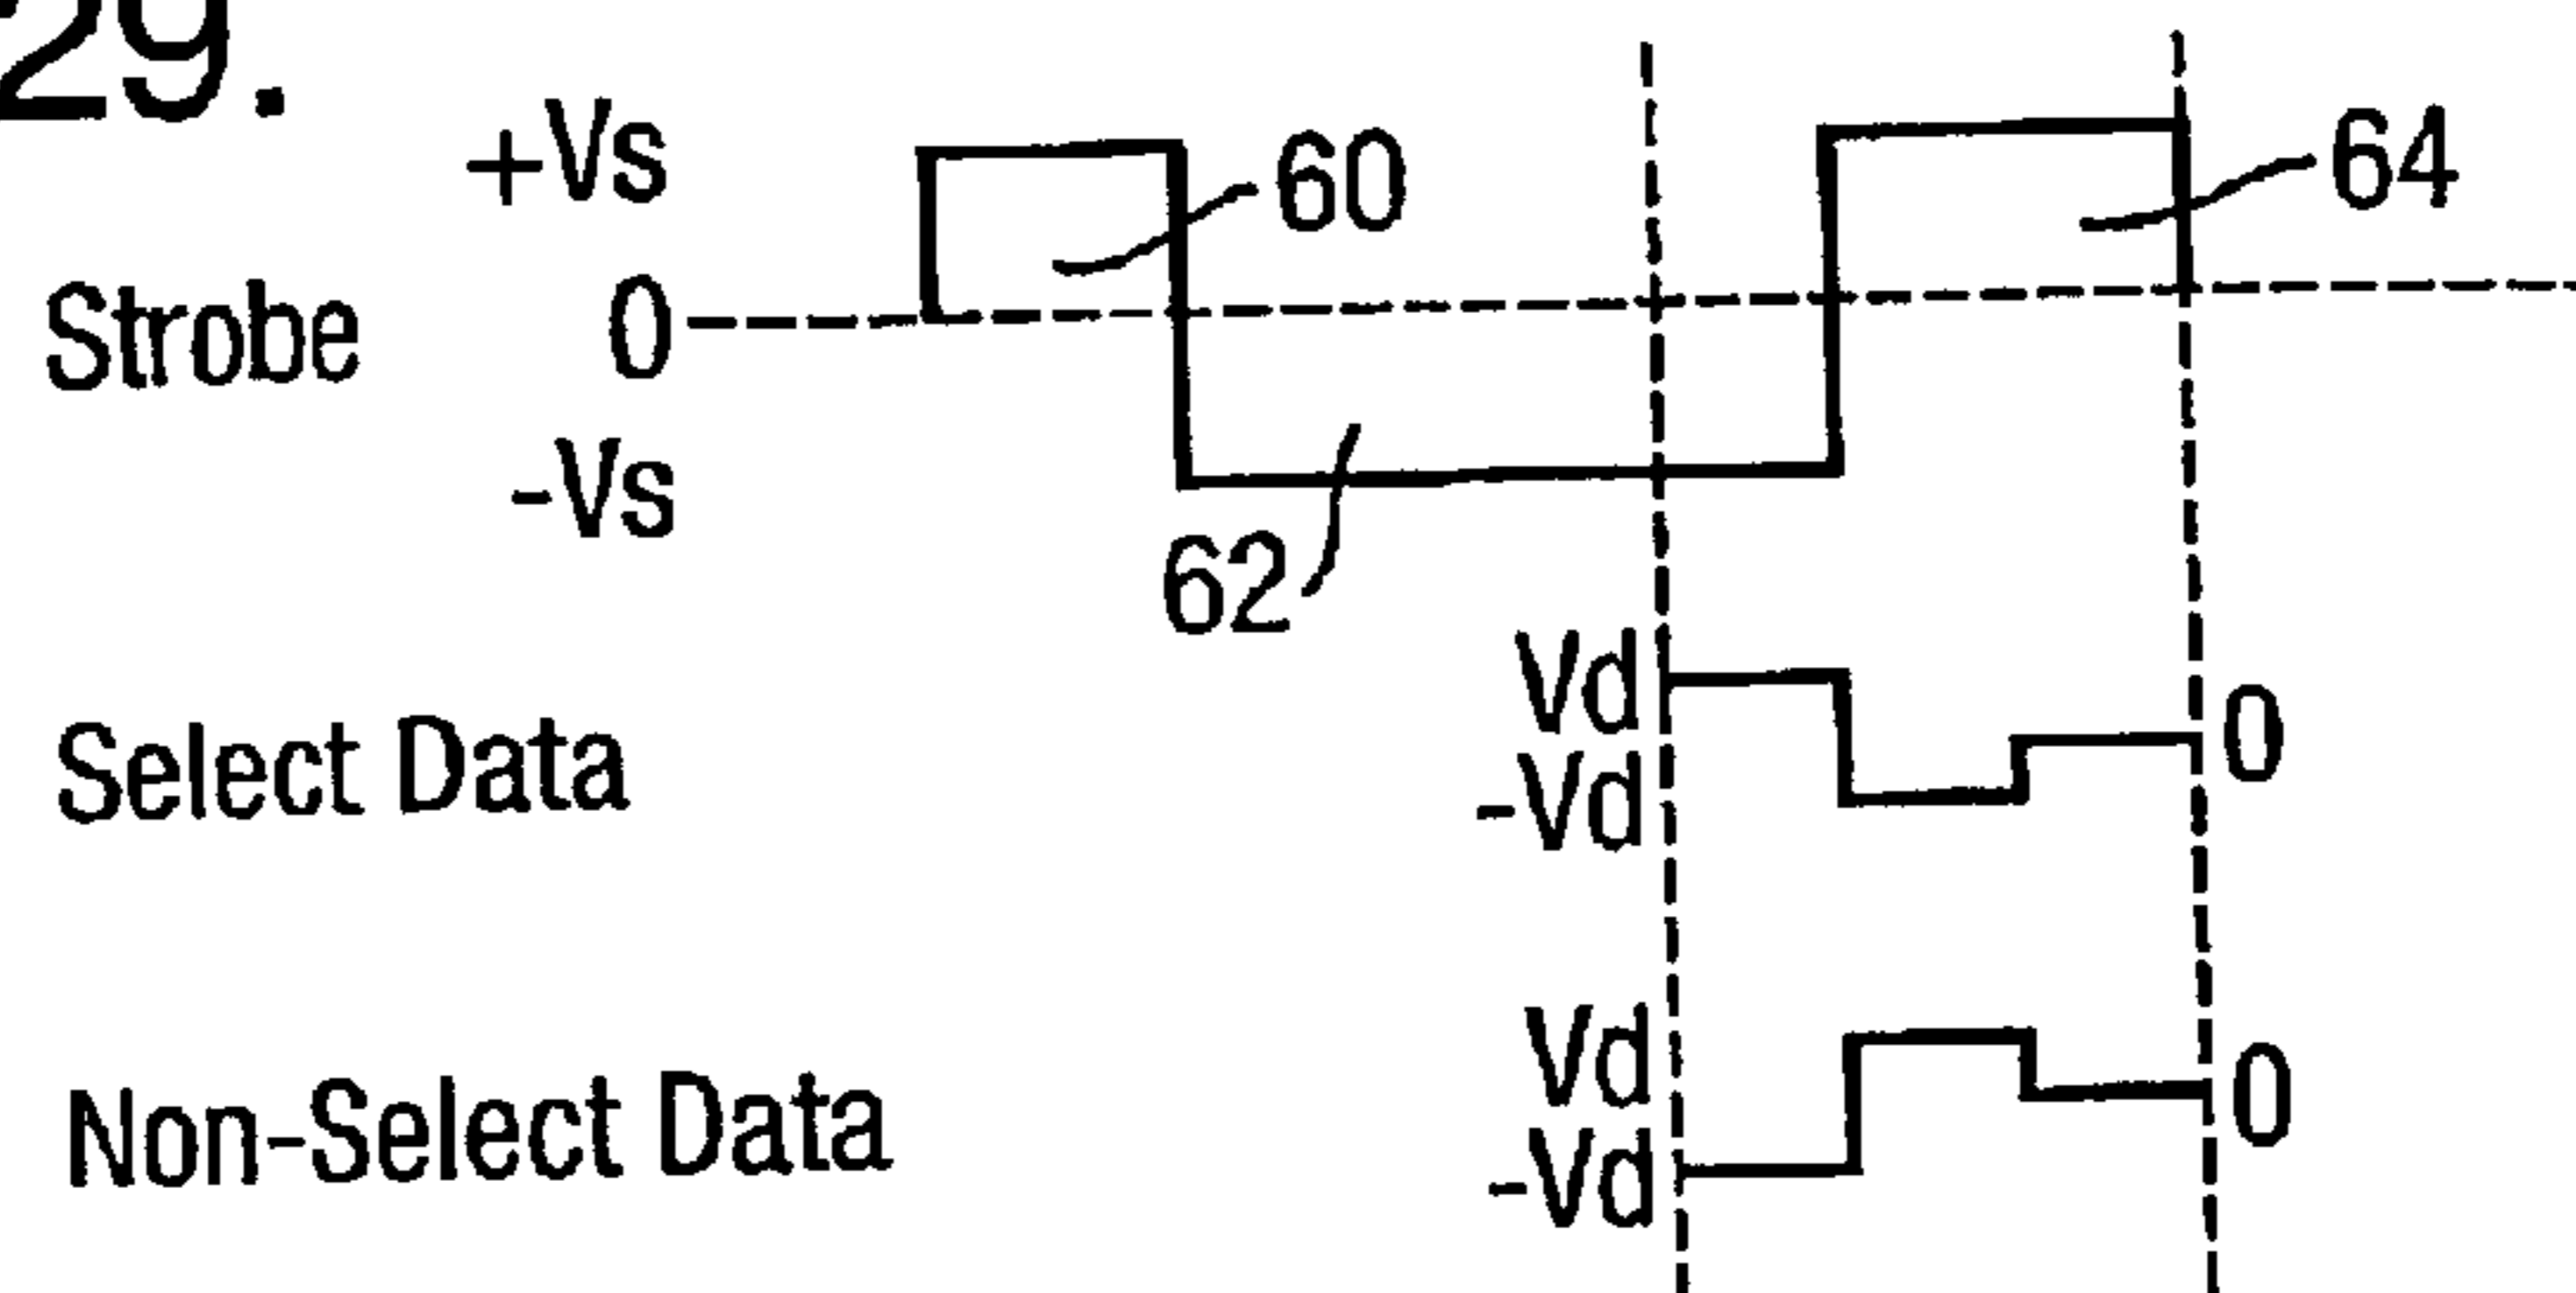 29.
+Vs
60
64
Strobe 0
-Vs
62
Vd
Select Data 0
-Vd
Vd
Non-Select Data 0
-Vd